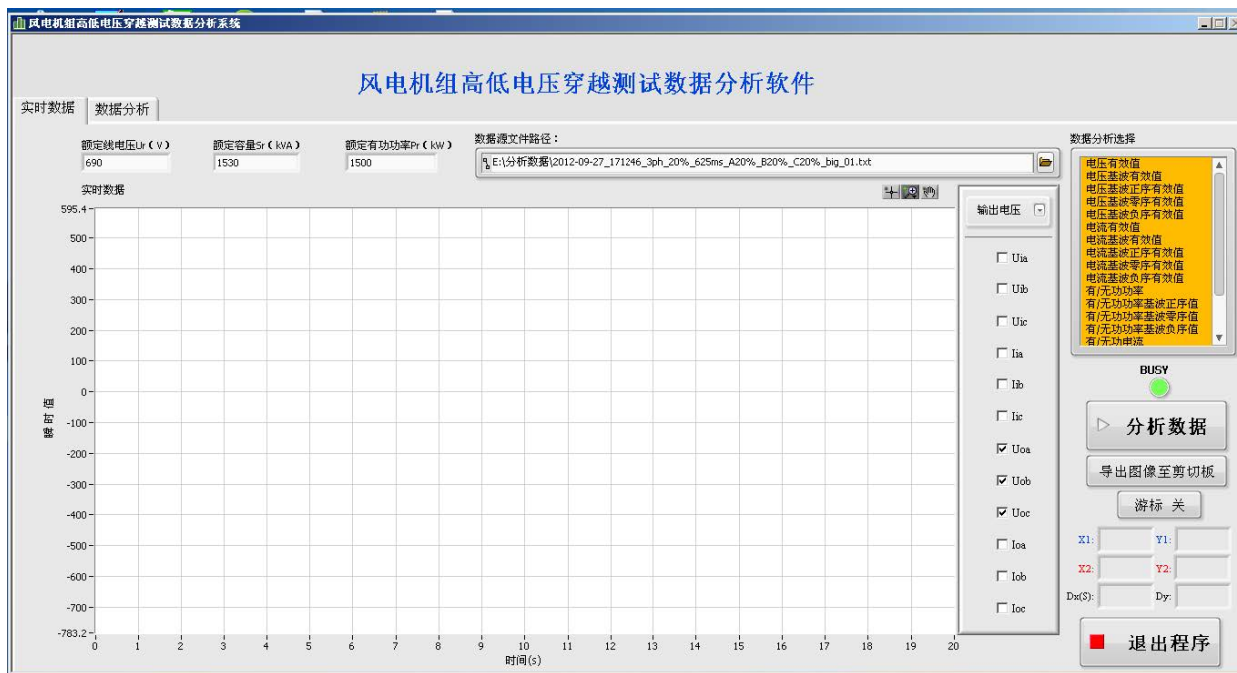 风电机组高低电压穿越测试数据分析系统
风电机组高低电压穿越测试数据分析软件
实时数据 数据分析
额定线电压Ur(V) 额定容量Sr(kVA) 额定有功功率Pr(kW) 数据源文件路径：
690 1530 1500 E:\分析数据\2012-09-27_171246_3ph_20%_625ms_A20%_B20%_C20%_big_01.txt
实时数据
595.4
500
400
300
200
100
0
-100
-200
-300
-400
-500
-600
-700
-783.2
瞬时值
0 1 2 3 4 5 6 7 8 9 10 11 12 13 14 15 16 17 18 19 20
时间(s)
输出电压
Uia
Uib
Uic
Iia
Iib
Iic
Uoa
Uob
Uoc
Ioa
Iob
Ioc
数据分析选择
电压有效值
电压基波有效值
电压基波正序有效值
电压基波零序有效值
电压基波负序有效值
电流有效值
电流基波有效值
电流基波正序有效值
电流基波零序有效值
电流基波负序有效值
有/无功功率
有/无功功率基波正序值
有/无功功率基波零序值
有/无功功率基波负序值
有/无功电流
BUSY
分析数据
导出图像至剪切板
游标 关
X1: Y1:
X2: Y2:
Dx(S): Dy:
退出程序